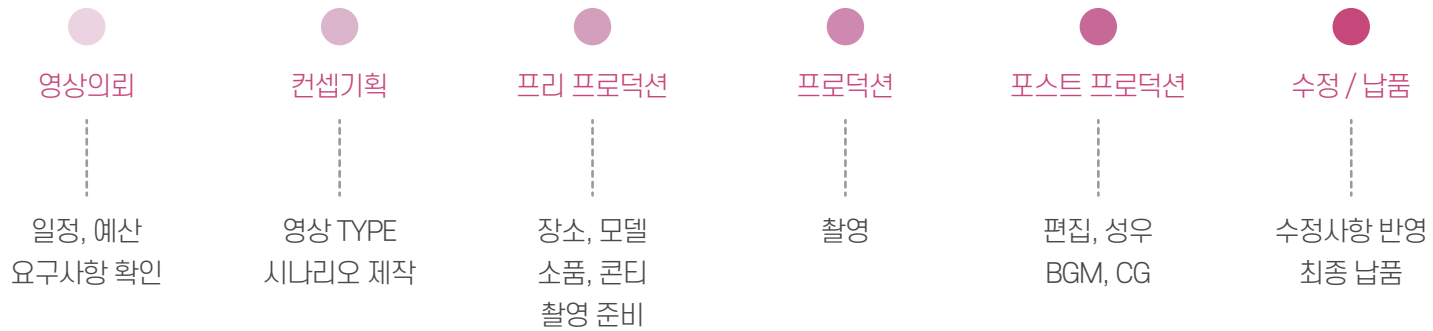 영상의뢰
일정, 예산
요구사항 확인
컨셉기획
영상 TYPE
시나리오 제작
프리 프로덕션
장소, 모델
소품, 콘티
촬영 준비
프로덕션
촬영
포스트 프로덕션
편집, 성우
BGM, CG
수정 / 납품
수정사항 반영
최종 납품